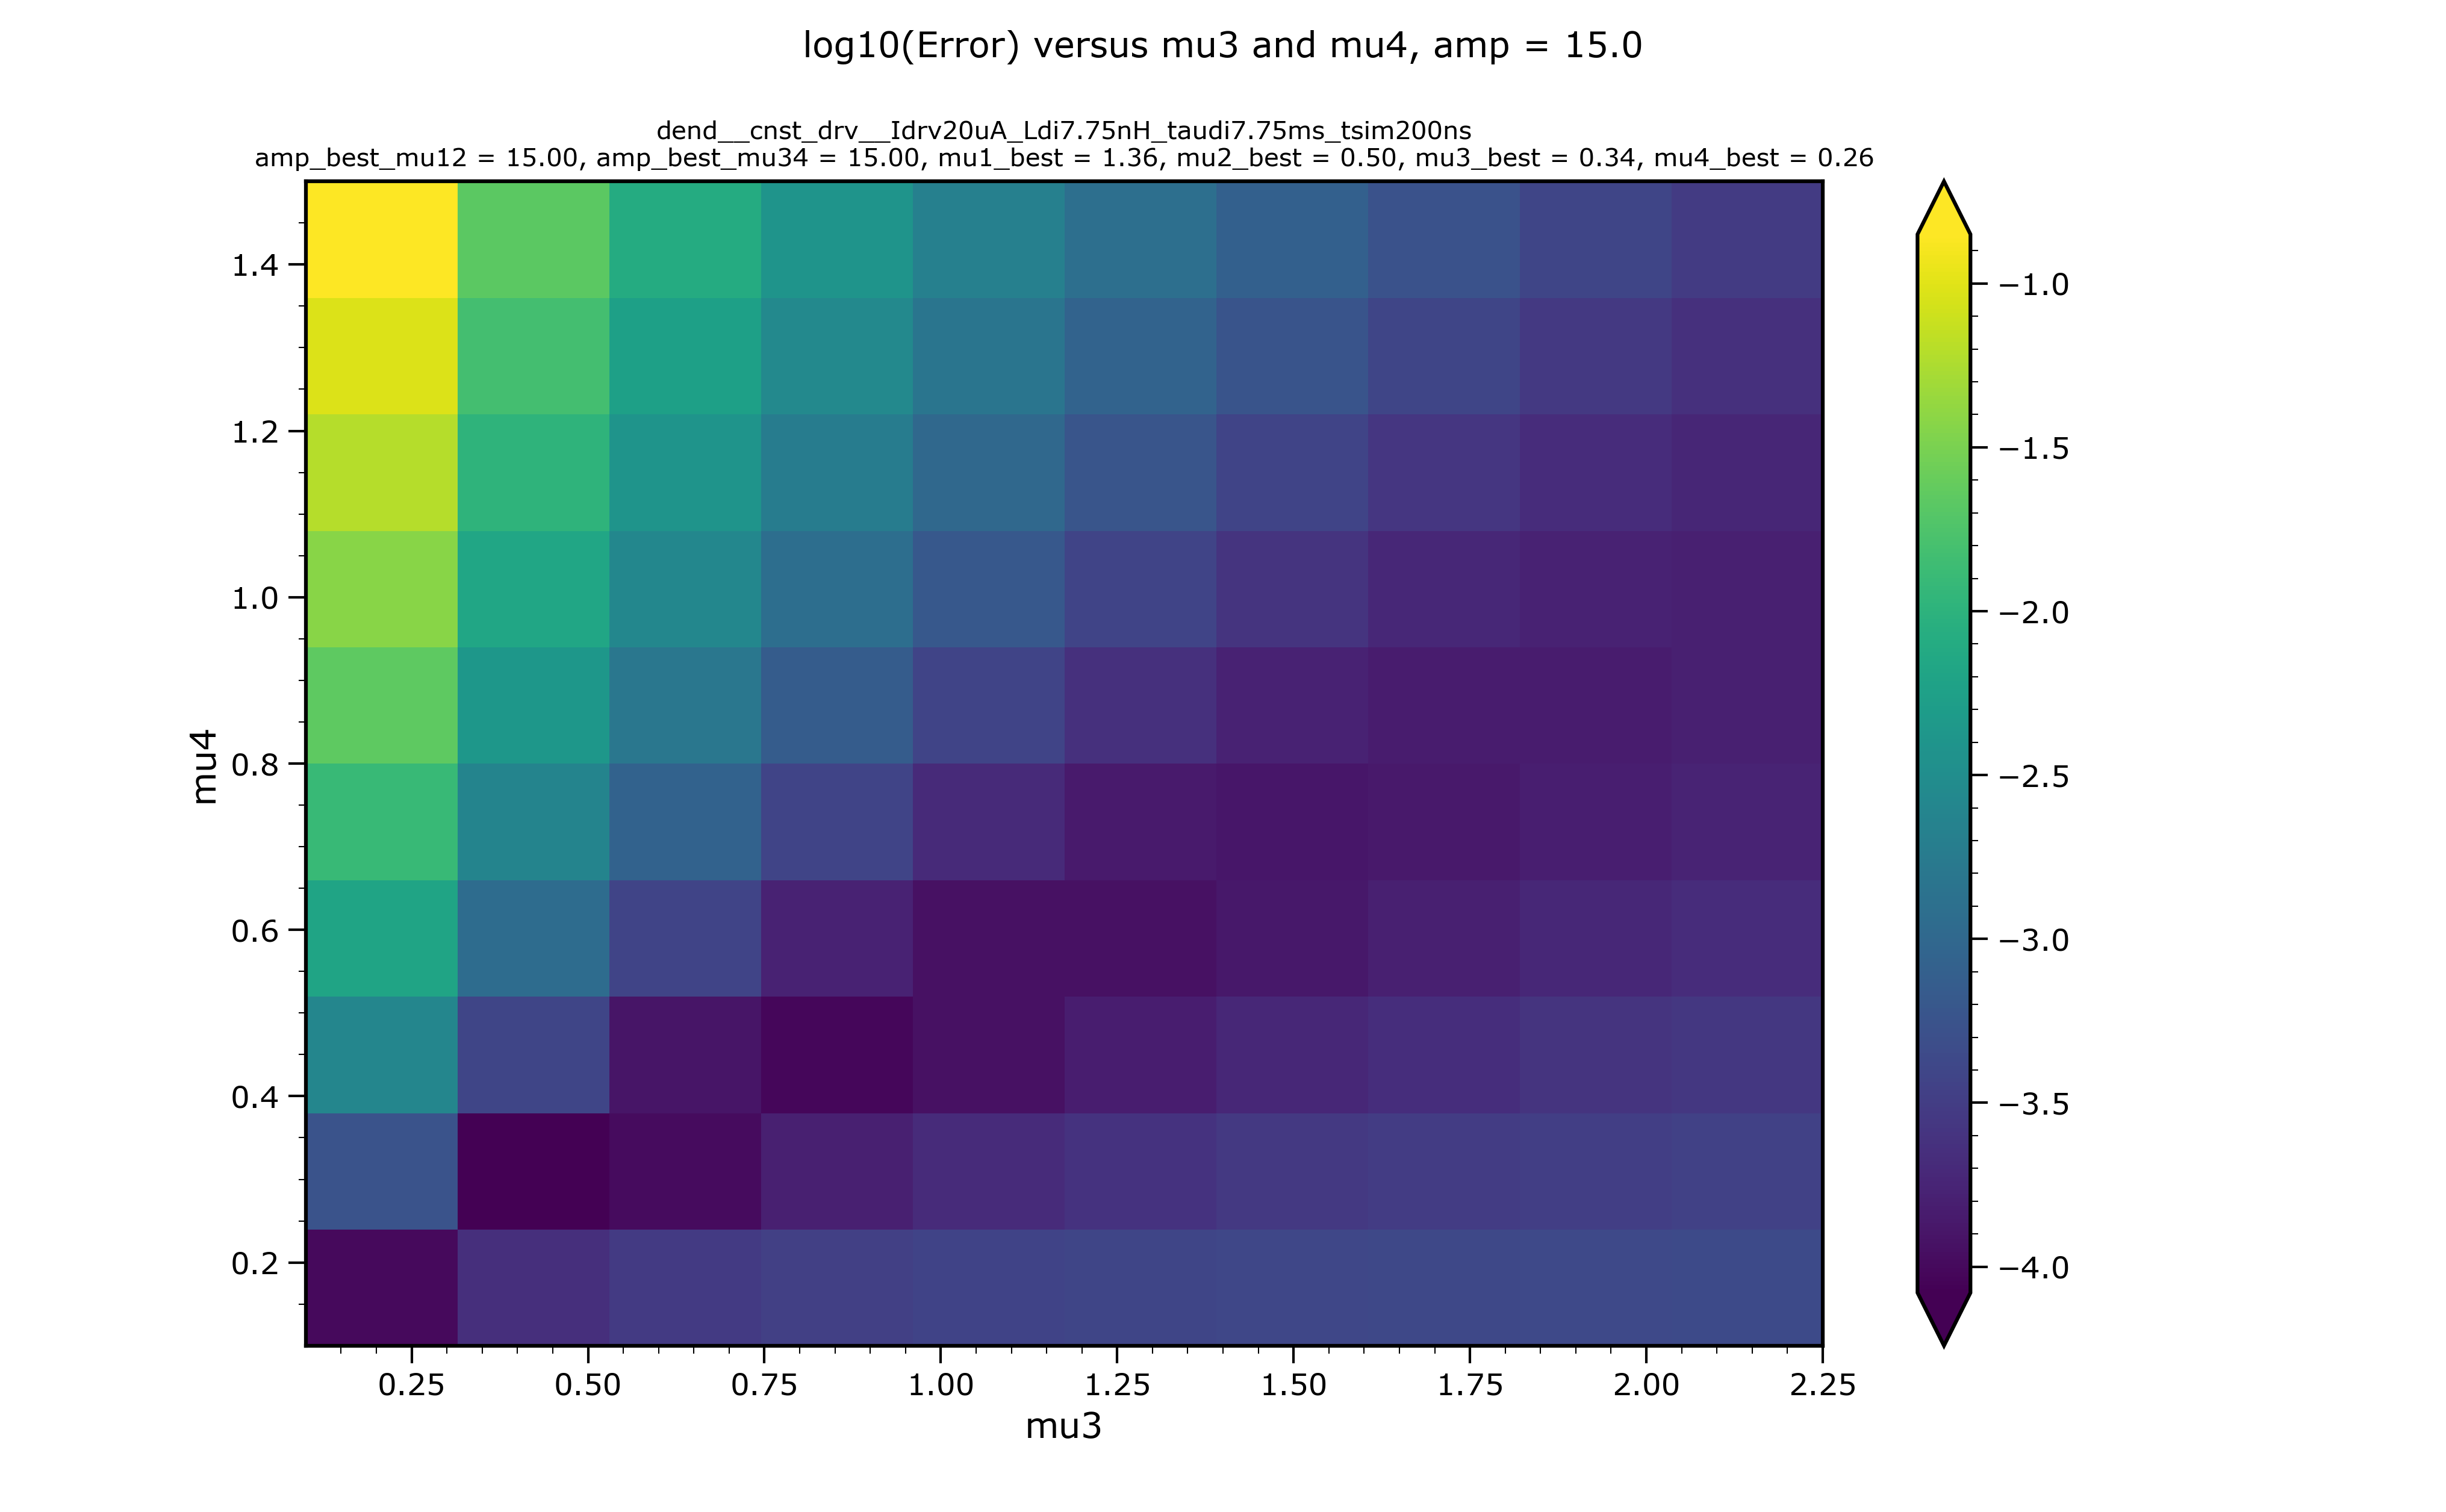 log10(Error) versus mu3 and mu4, amp = 15.0
dend__cnst_drv__Idrv20uA_Ldi7.75nH_taudi7.75ms_tsim200ns
amp_best_mu12 = 15.00, amp_best_mu34 = 15.00, mu1_best = 1.36, mu2_best = 0.50, mu3_best = 0.34, mu4_best = 0.26
mu4
1.4
1.2
1.0
0.8
0.6
0.4
0.2
0.25 0.50 0.75 1.00 1.25 1.50 1.75 2.00 2.25
mu3
−1.0
−1.5
−2.0
−2.5
−3.0
−3.5
−4.0